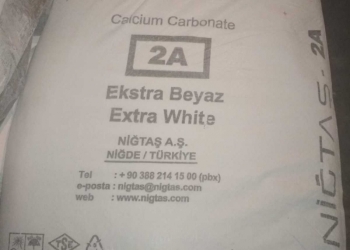 Calcium Carbonate
2A
Ekstra Beyaz
Extra White
NİĞTAŞ A.Ş.
NİĞDE / TÜRKİYE
Tel : + 90 388 214 15 00 (pbx)
e-posta : nigtas@nigtas.com
web : www.nigtas.com
TSE
NİĞTAŞ - 2A